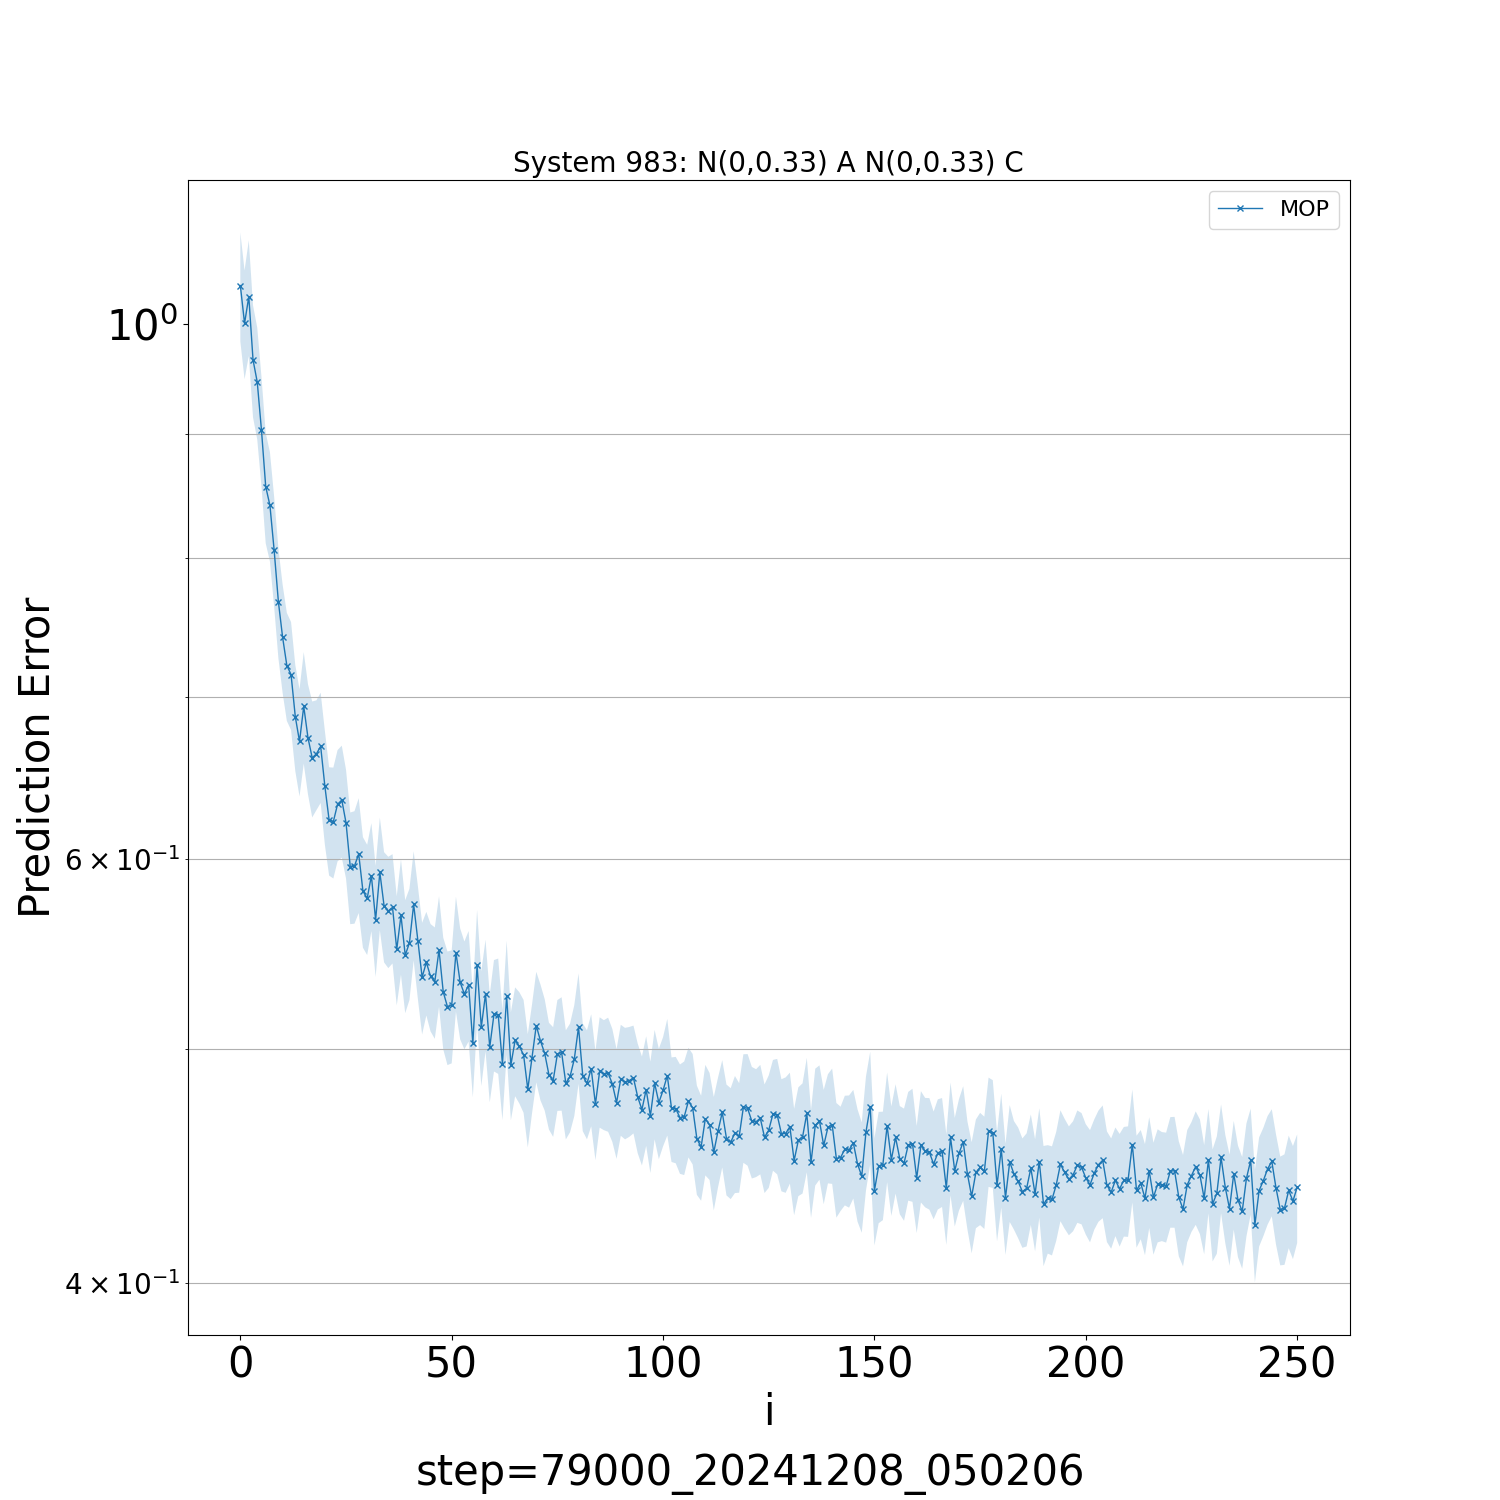 System 983: N(0,0.33) A N(0,0.33) C
MOP
10⁰
6 × 10⁻¹
4 × 10⁻¹
Prediction Error
0 50 100 150 200 250
i
step=79000_20241208_050206